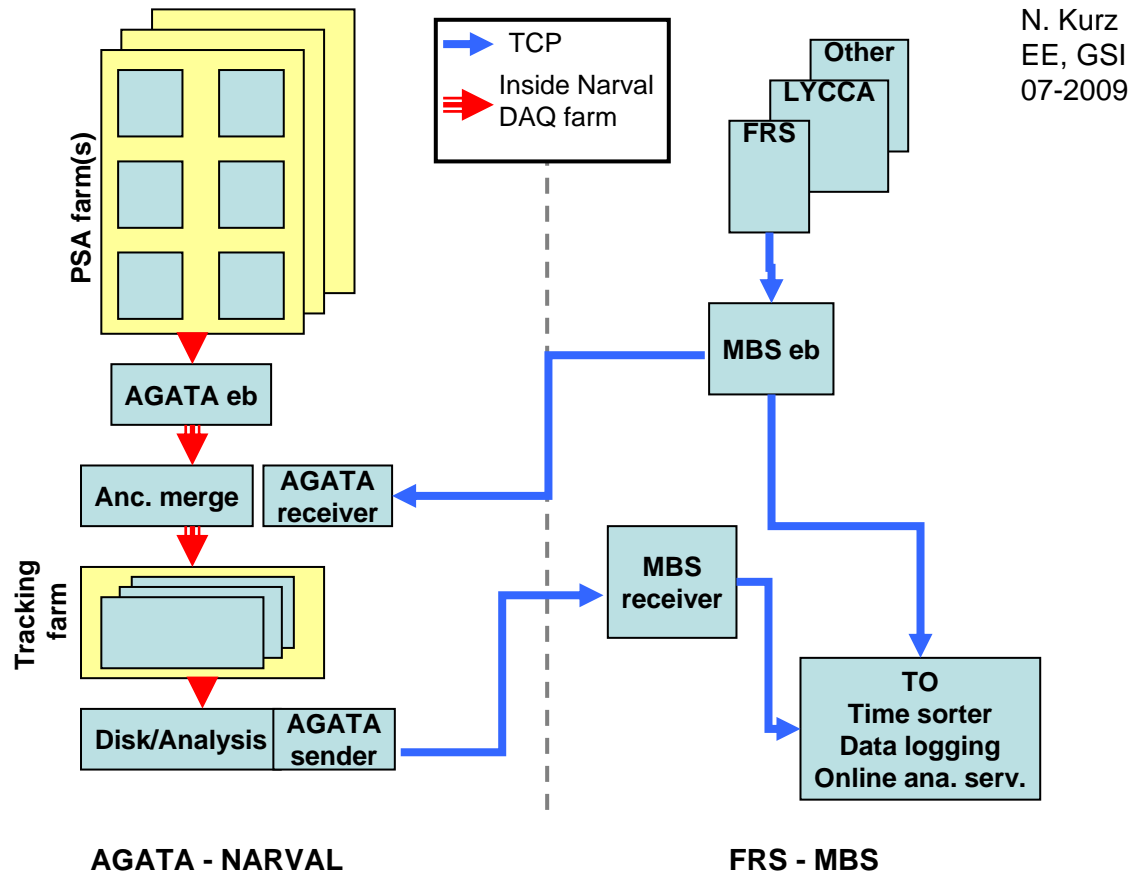 N. Kurz
EE, GSI
07-2009
TCP
Inside Narval
DAQ farm
Other
LYCCA
FRS
PSA farm(s)
MBS eb
AGATA eb
Anc. merge
AGATA
receiver
Tracking
farm
MBS
receiver
Disk/Analysis
AGATA
sender
TO
Time sorter
Data logging
Online ana. serv.
AGATA - NARVAL
FRS - MBS